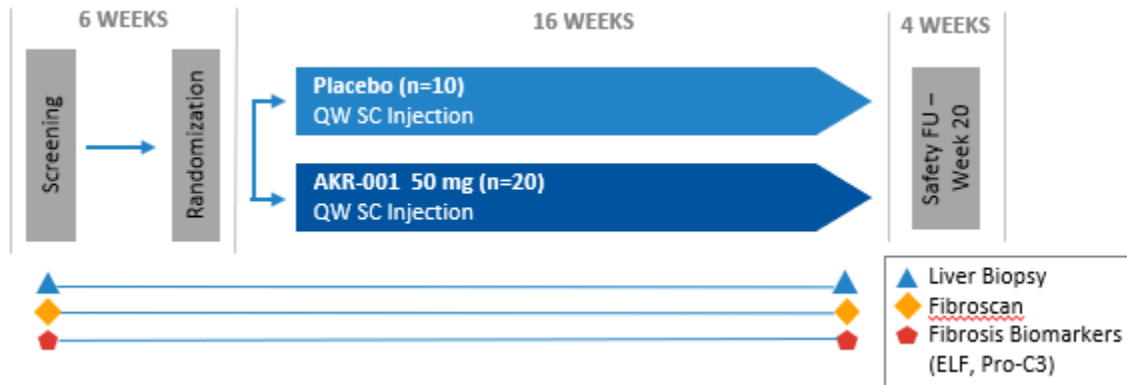 6 WEEKS
16 WEEKS
4 WEEKS
Screening
Randomization
Placebo (n=10)
QW SC Injection
AKR-001 50 mg (n=20)
QW SC Injection
Safety FU –
Week 20
Liver Biopsy
Fibroscan
Fibrosis Biomarkers
(ELF, Pro-C3)